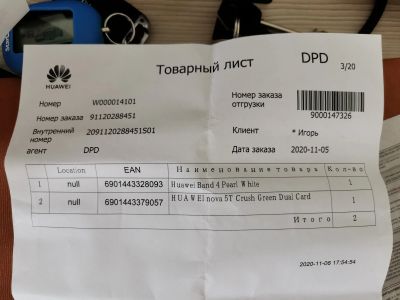 HUAWEI
Товарный лист
DPD
3/20
Номер W000014101
Номер заказа 91120288451
Внутренний номер 2091120288451S01
агент DPD
Номер заказа отгрузки
9000147326
Клиент * Игорь
Дата заказа 2020-11-05
Location EAN Наименование товаръ Кол-во
1 null 6901443328093 Huawei Band 4 Pearl White 1
2 null 6901443379057 HUAWEI nova 5T Crush Green Dual Card 1
Итого 2
2020-11-06 17:54:54